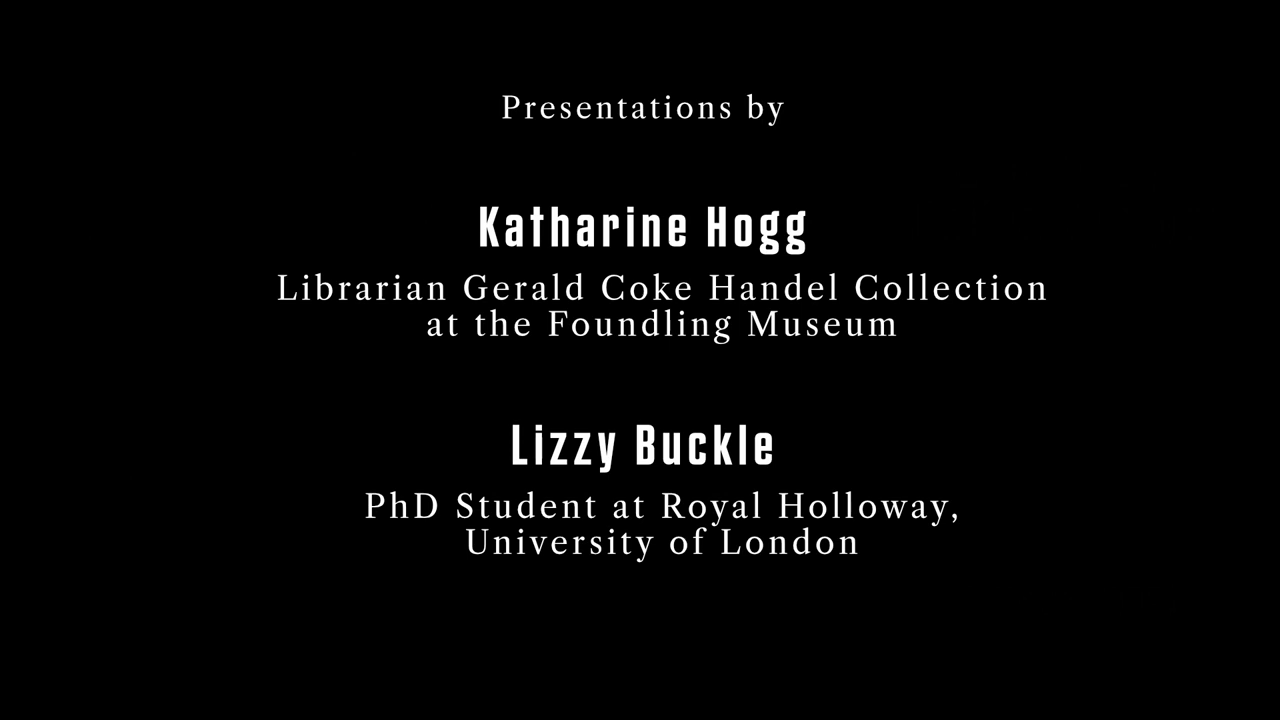 Presentations by
Katharine Hogg
Librarian Gerald Coke Handel Collection
at the Foundling Museum
Lizzy Buckle
PhD Student at Royal Holloway,
University of London